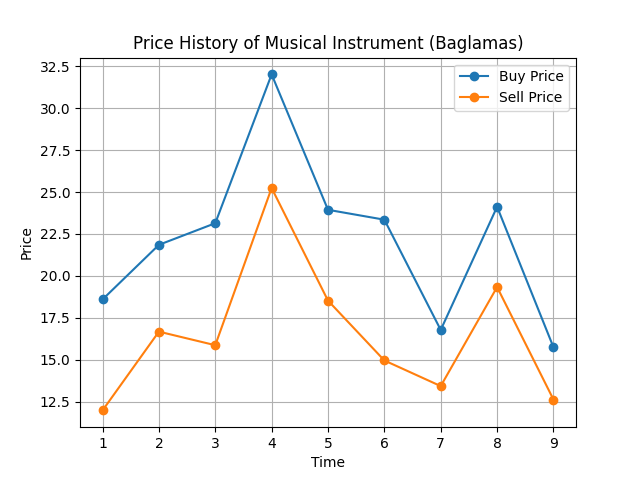 Price History of Musical Instrument (Baglamas)
32.5
30.0
27.5
25.0
22.5
20.0
17.5
15.0
12.5
Price
Buy Price
Sell Price
1 2 3 4 5 6 7 8 9
Time